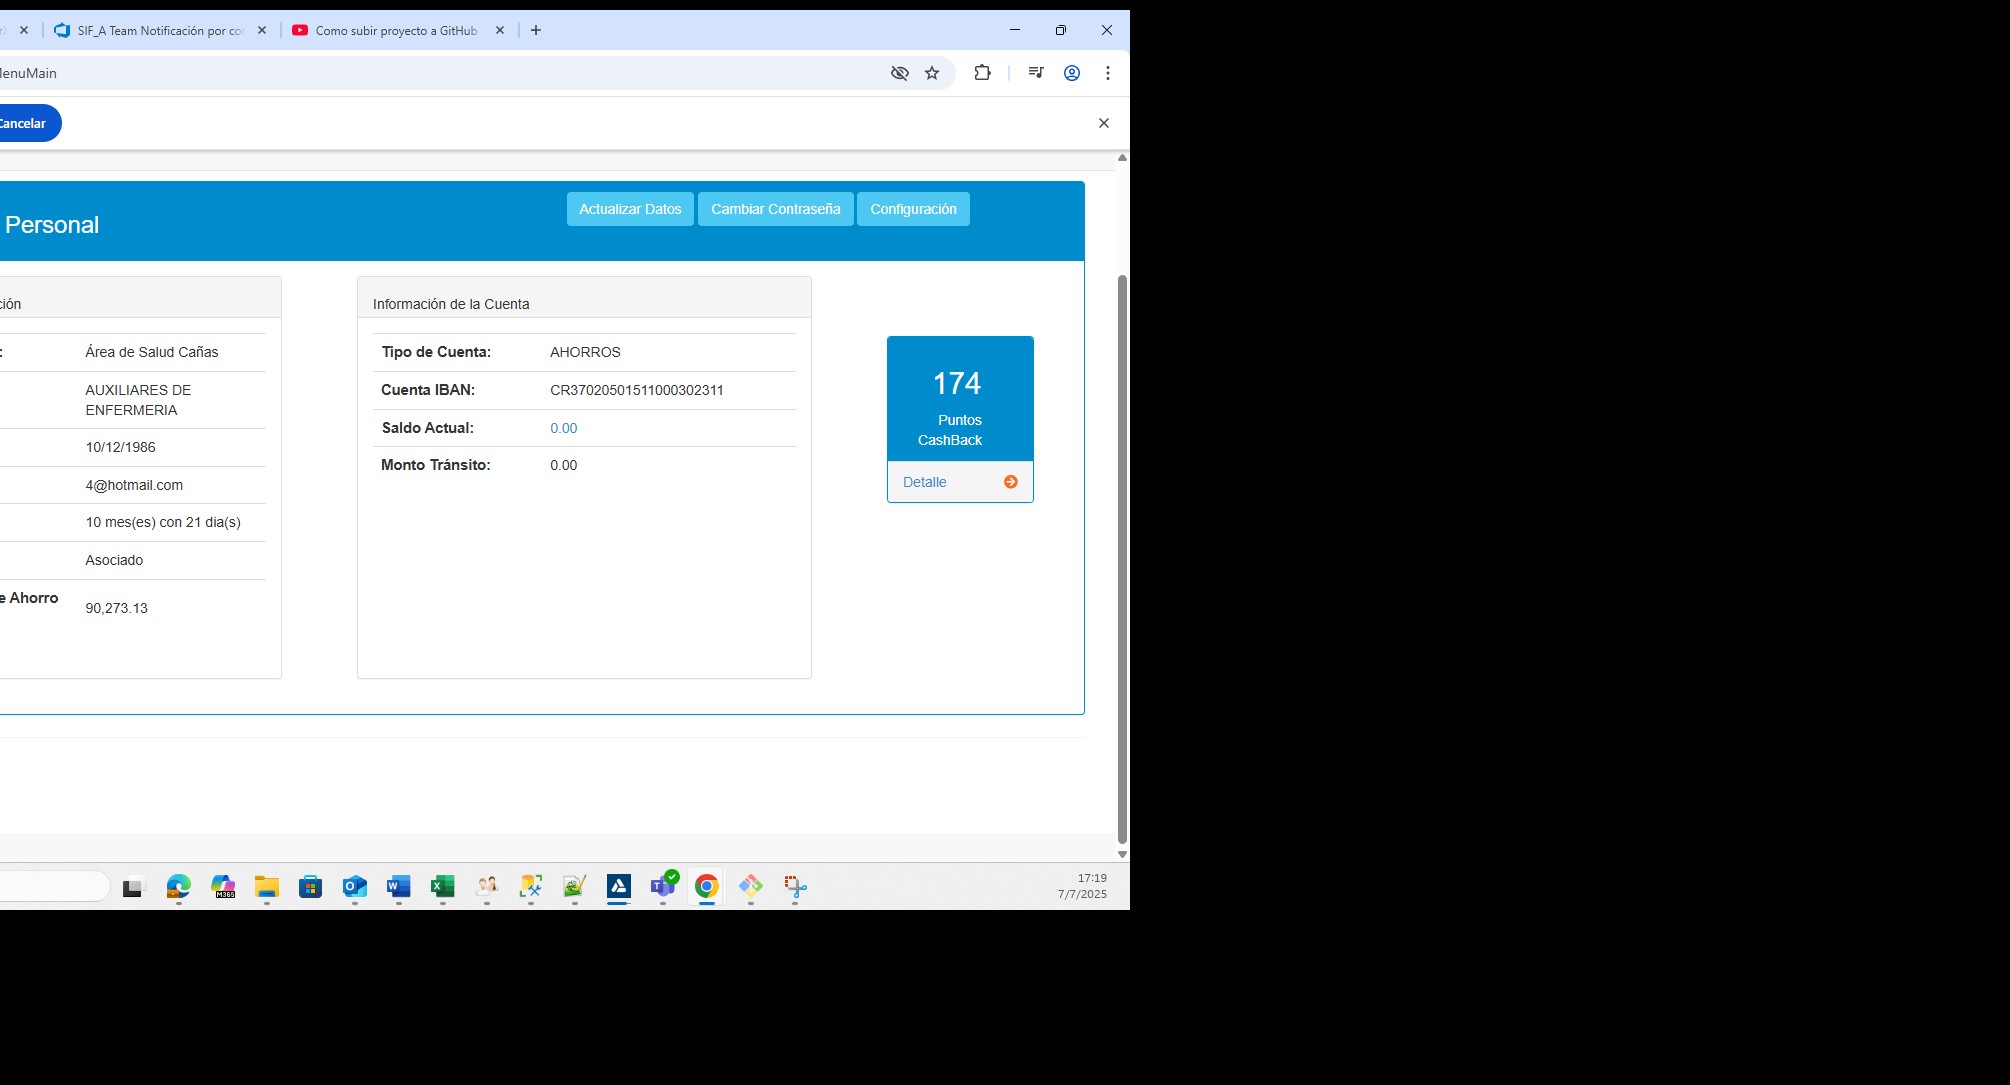 SIF_A Team Notificación por co
Como subir proyecto a GitHub
enuMain
Cancelar
Personal
Actualizar Datos
Cambiar Contraseña
Configuración
ción
: Área de Salud Cañas
AUXILIARES DE
ENFERMERIA
10/12/1986
4@hotmail.com
10 mes(es) con 21 dia(s)
Asociado
e Ahorro
90,273.13
Información de la Cuenta
Tipo de Cuenta: AHORROS
Cuenta IBAN: CR37020501511000302311
Saldo Actual: 0.00
Monto Tránsito: 0.00
174
Puntos
CashBack
Detalle
M365
17:19
7/7/2025